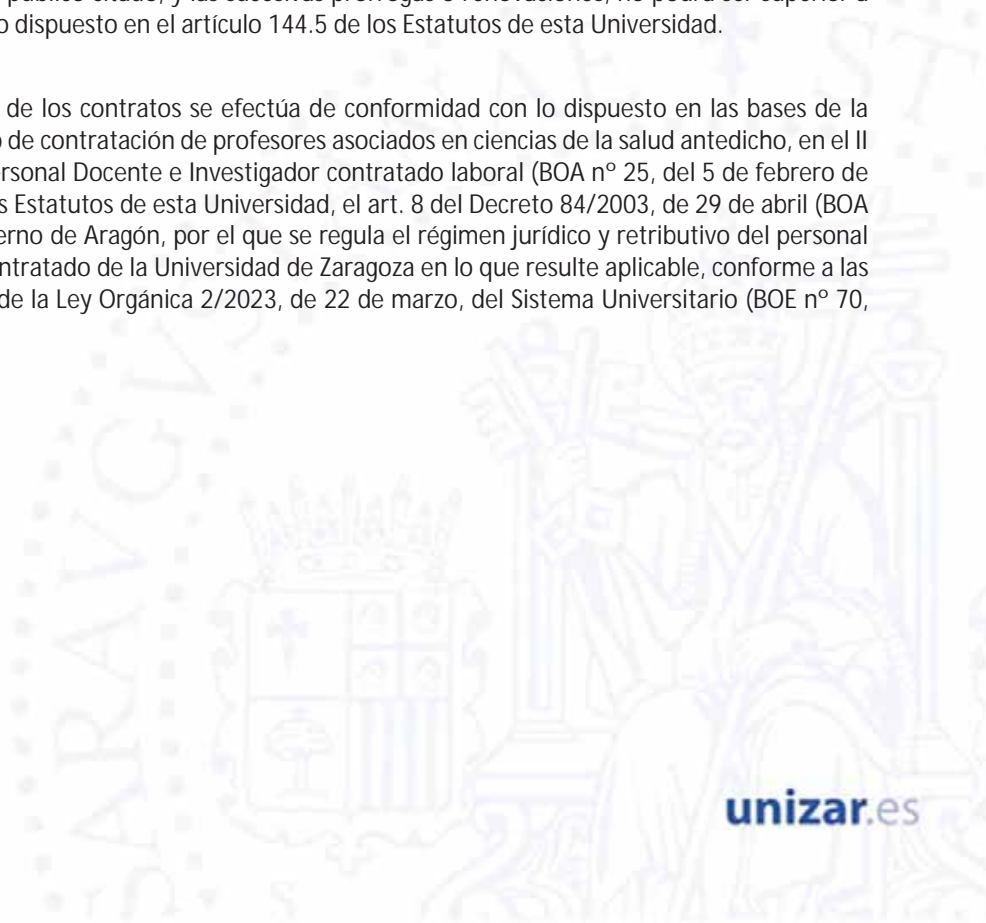 o dispuesto en el artículo 144.5 de los Estatutos de esta Universidad.
de los contratos se efectúa de conformidad con lo dispuesto en las bases de la
o de contratación de profesores asociados en ciencias de la salud antedicho, en el II
ersonal Docente e Investigador contratado laboral (BOA nº 25, del 5 de febrero de
s Estatutos de esta Universidad, el art. 8 del Decreto 84/2003, de 29 de abril (BOA
erno de Aragón, por el que se regula el régimen jurídico y retributivo del personal
ntratado de la Universidad de Zaragoza en lo que resulte aplicable, conforme a las
de la Ley Orgánica 2/2023, de 22 de marzo, del Sistema Universitario (BOE nº 70,
unizar.es